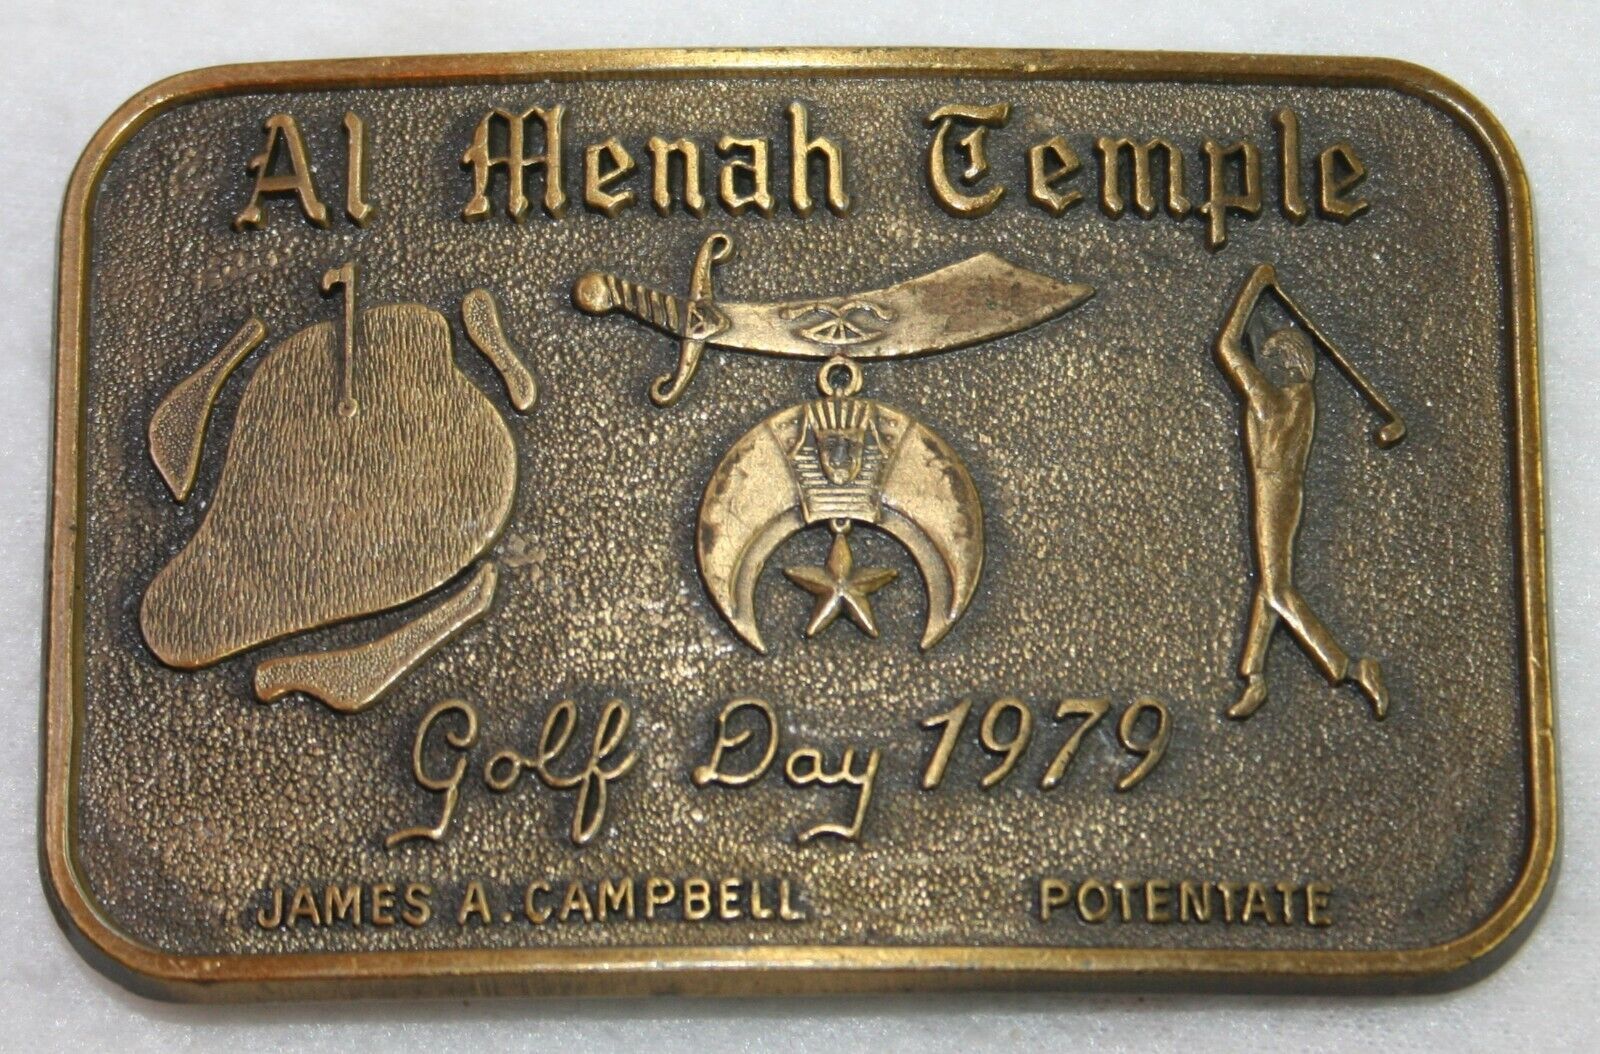 Al Menah Temple
Golf Day 1979
JAMES A. CAMPBELL POTENTATE